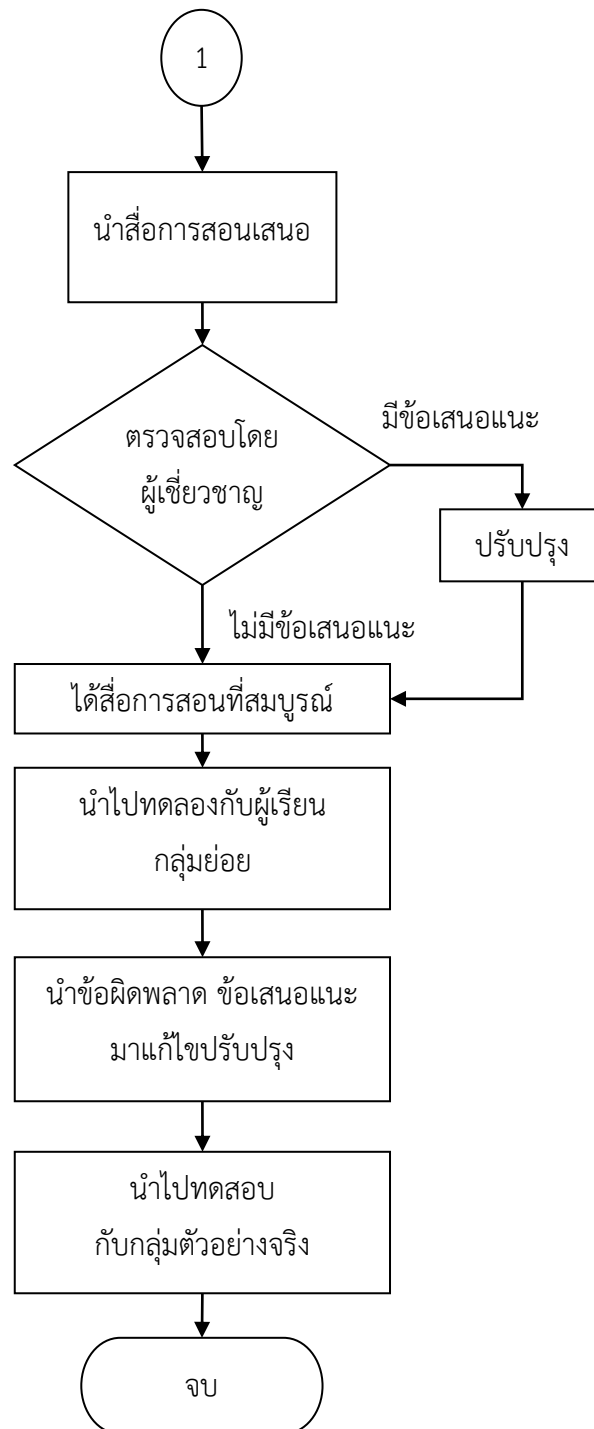 1
นำสื่อการสอนเสนอ
ตรวจสอบโดย
ผู้เชี่ยวชาญ
มีข้อเสนอแนะ
ปรับปรุง
ไม่มีข้อเสนอแนะ
ได้สื่อการสอนที่สมบูรณ์
นำไปทดลองกับผู้เรียน
กลุ่มย่อย
นำข้อผิดพลาด ข้อเสนอแนะ
มาแก้ไขปรับปรุง
นำไปทดสอบ
กับกลุ่มตัวอย่างจริง
จบ